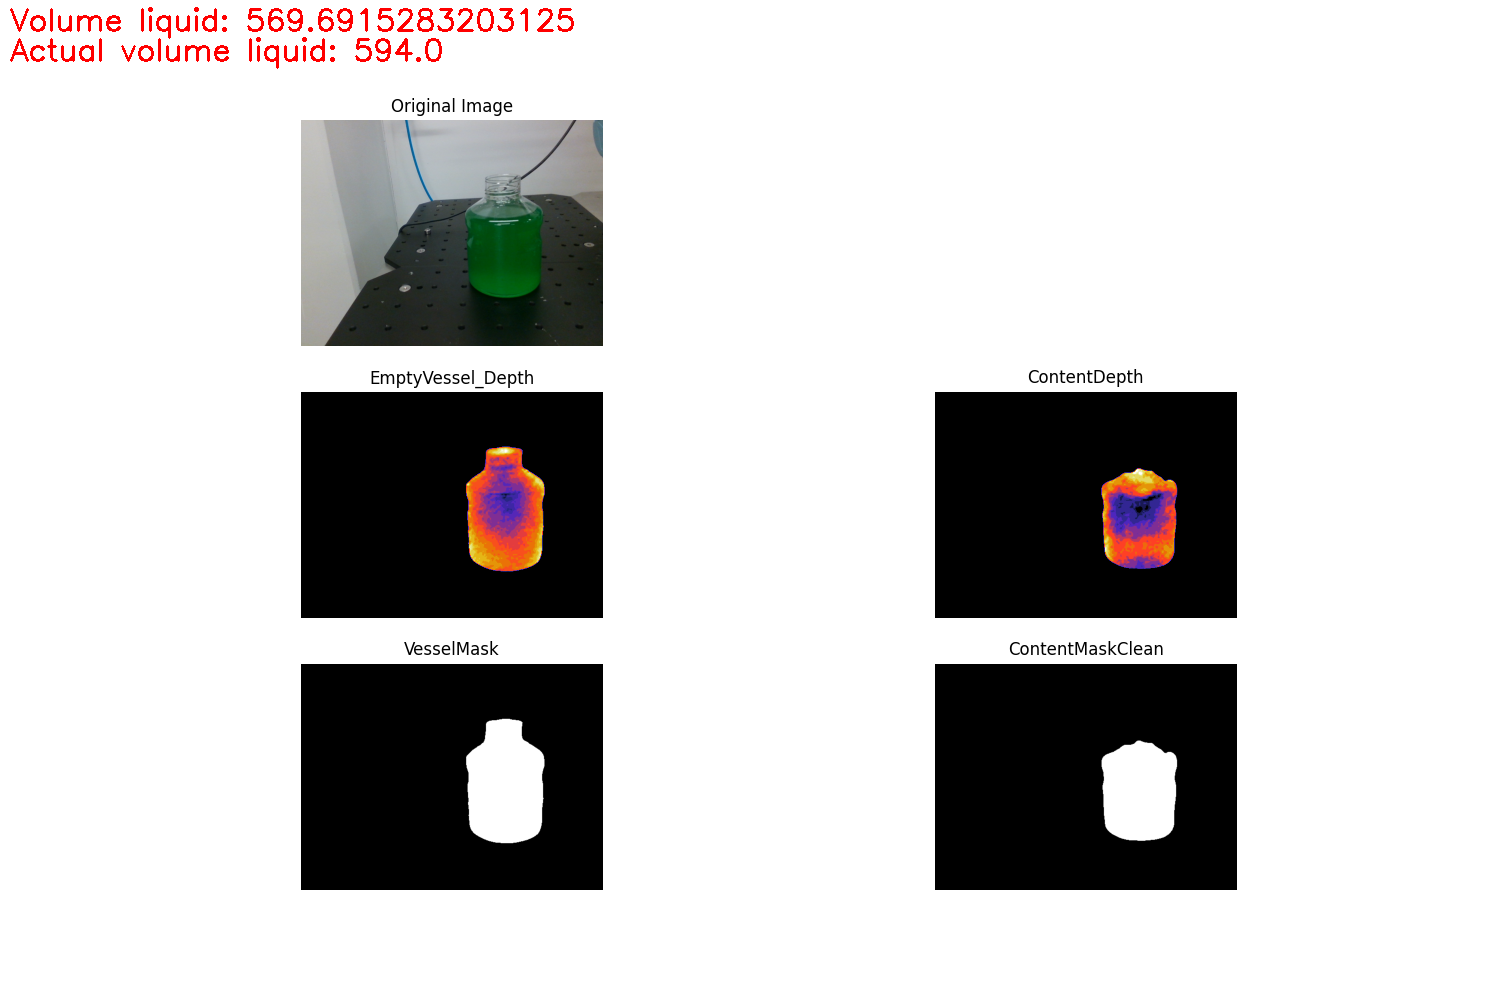 Volume liquid: 569.6915283203125
Actual volume liquid: 594.0
Original Image
EmptyVessel_Depth
ContentDepth
VesselMask
ContentMaskClean